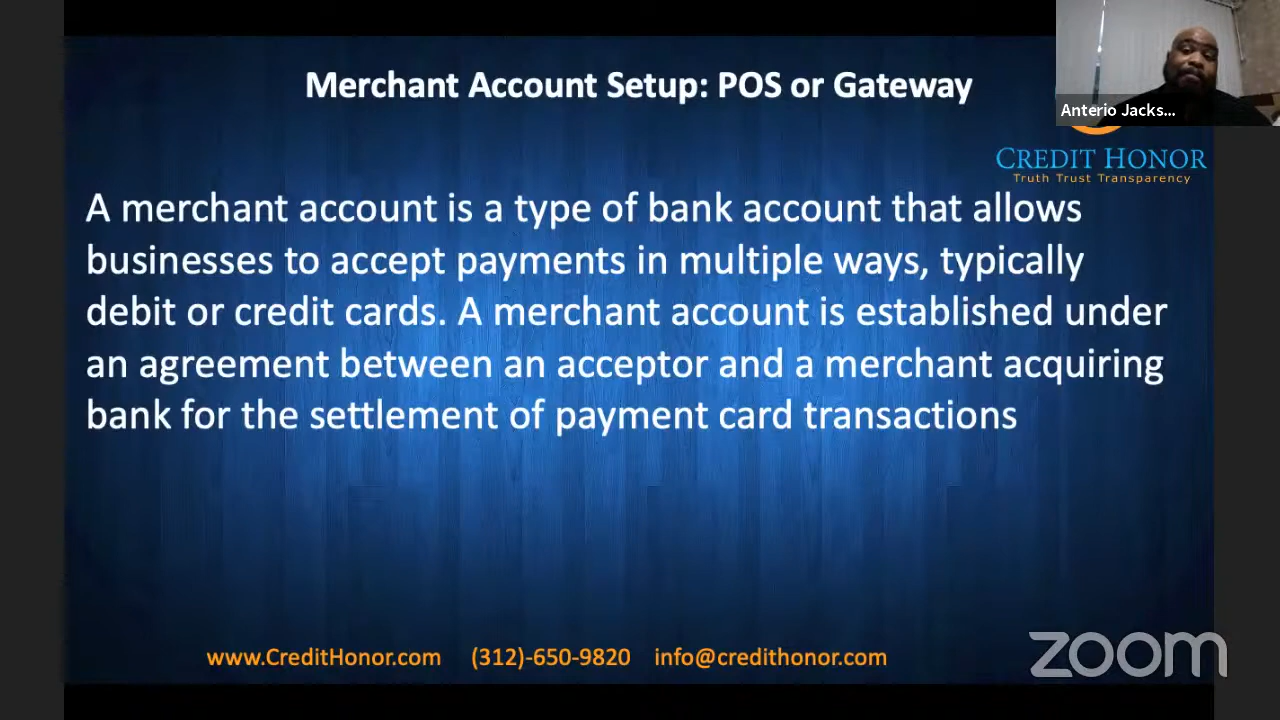 Merchant Account Setup: POS or Gateway
Anterio Jacks...
CREDIT HONOR
Truth Trust Transparency
A merchant account is a type of bank account that allows
businesses to accept payments in multiple ways, typically
debit or credit cards. A merchant account is established under
an agreement between an acceptor and a merchant acquiring
bank for the settlement of payment card transactions
www.CreditHonor.com (312)-650-9820 info@credithonor.com
zoom